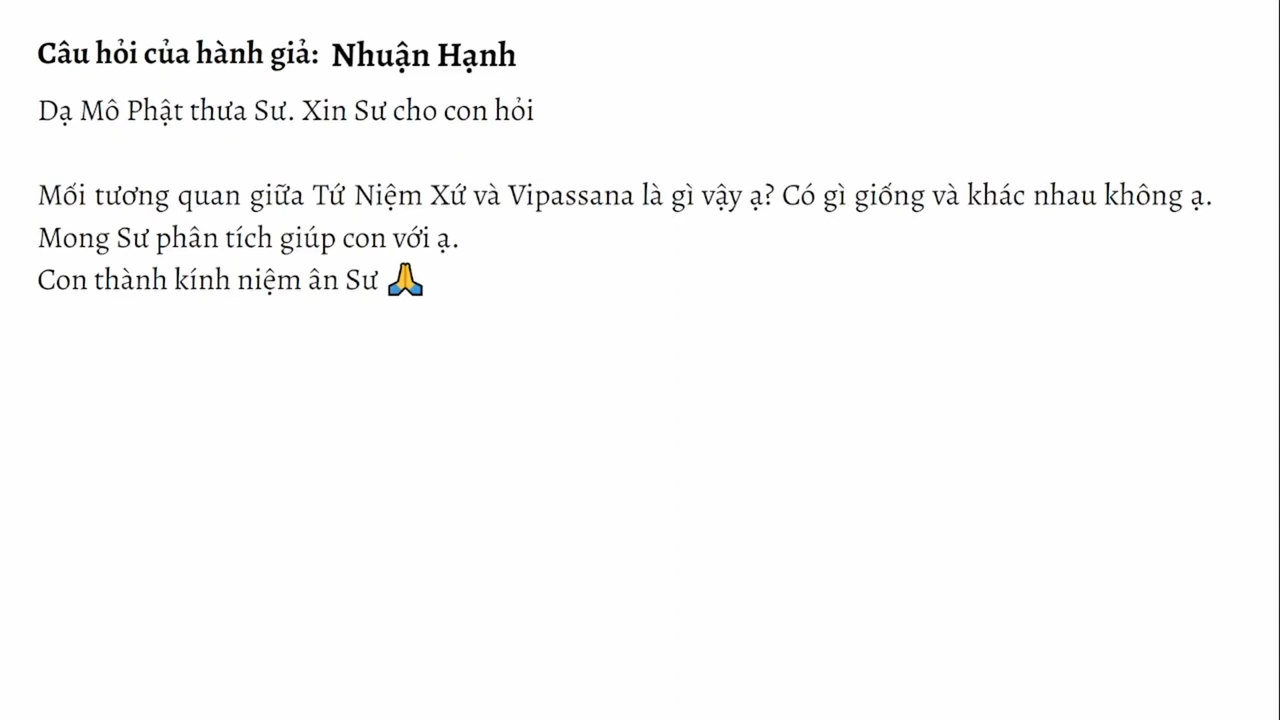 Câu hỏi của hành giả: Nhuận Hạnh
Dạ Mô Phật thưa Sư. Xin Sư cho con hỏi
Mối tương quan giữa Tứ Niệm Xứ và Vipassana là gì vậy ạ? Có gì giống và khác nhau không ạ.
Mong Sư phân tích giúp con với ạ.
Con thành kính niệm ân Sư 🙏